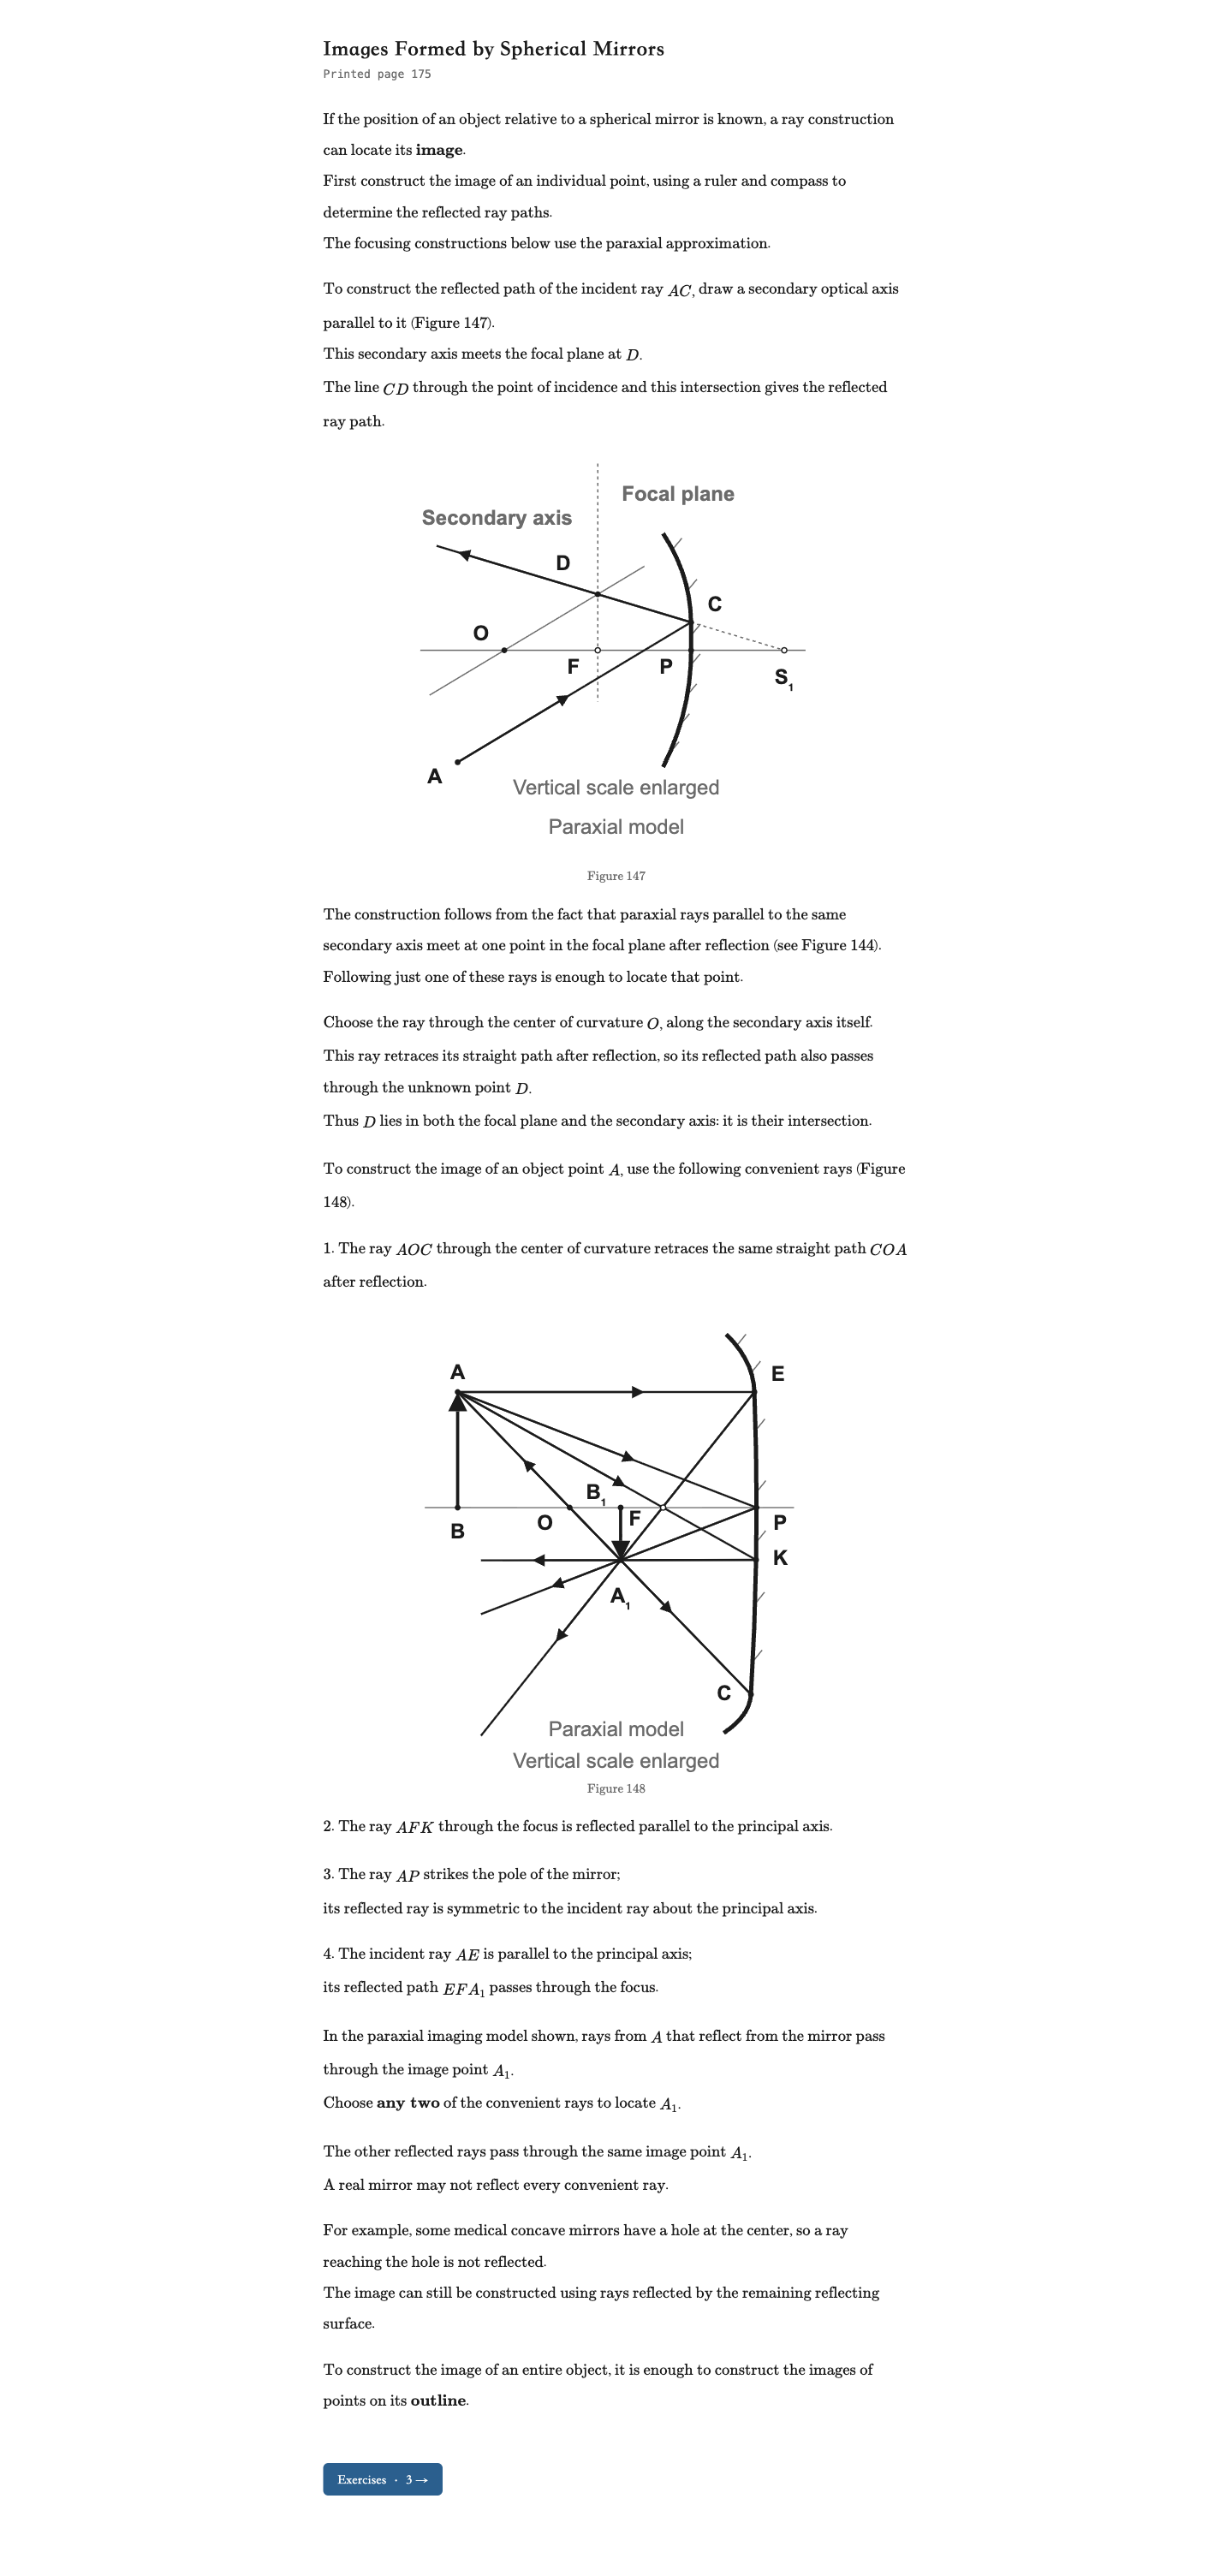 Images Formed by Spherical Mirrors
Printed page 175
If the position of an object relative to a spherical mirror is known, a ray construction
can locate its image.
First construct the image of an individual point, using a ruler and compass to
determine the reflected ray paths.
The focusing constructions below use the paraxial approximation.
To construct the reflected path of the incident ray AC, draw a secondary optical axis
parallel to it (Figure 147).
This secondary axis meets the focal plane at D.
The line CD through the point of incidence and this intersection gives the reflected
ray path.
Focal plane
Secondary axis
D
C
O
F
P
S₁
A
Vertical scale enlarged
Paraxial model
Figure 147
The construction follows from the fact that paraxial rays parallel to the same
secondary axis meet at one point in the focal plane after reflection (see Figure 144).
Following just one of these rays is enough to locate that point.
Choose the ray through the center of curvature O, along the secondary axis itself.
This ray retraces its straight path after reflection, so its reflected path also passes
through the unknown point D.
Thus D lies in both the focal plane and the secondary axis: it is their intersection.
To construct the image of an object point A, use the following convenient rays (Figure
148).
1. The ray AOC through the center of curvature retraces the same straight path COA
after reflection.
A
E
B₁
F
B
O
P
K
A₁
C
Paraxial model
Vertical scale enlarged
Figure 148
2. The ray AFK through the focus is reflected parallel to the principal axis.
3. The ray AP strikes the pole of the mirror;
its reflected ray is symmetric to the incident ray about the principal axis.
4. The incident ray AE is parallel to the principal axis;
its reflected path EFA₁ passes through the focus.
In the paraxial imaging model shown, rays from A that reflect from the mirror pass
through the image point A₁.
Choose any two of the convenient rays to locate A₁.
The other reflected rays pass through the same image point A₁.
A real mirror may not reflect every convenient ray.
For example, some medical concave mirrors have a hole at the center, so a ray
reaching the hole is not reflected.
The image can still be constructed using rays reflected by the remaining reflecting
surface.
To construct the image of an entire object, it is enough to construct the images of
points on its outline.
Exercises · 3 →